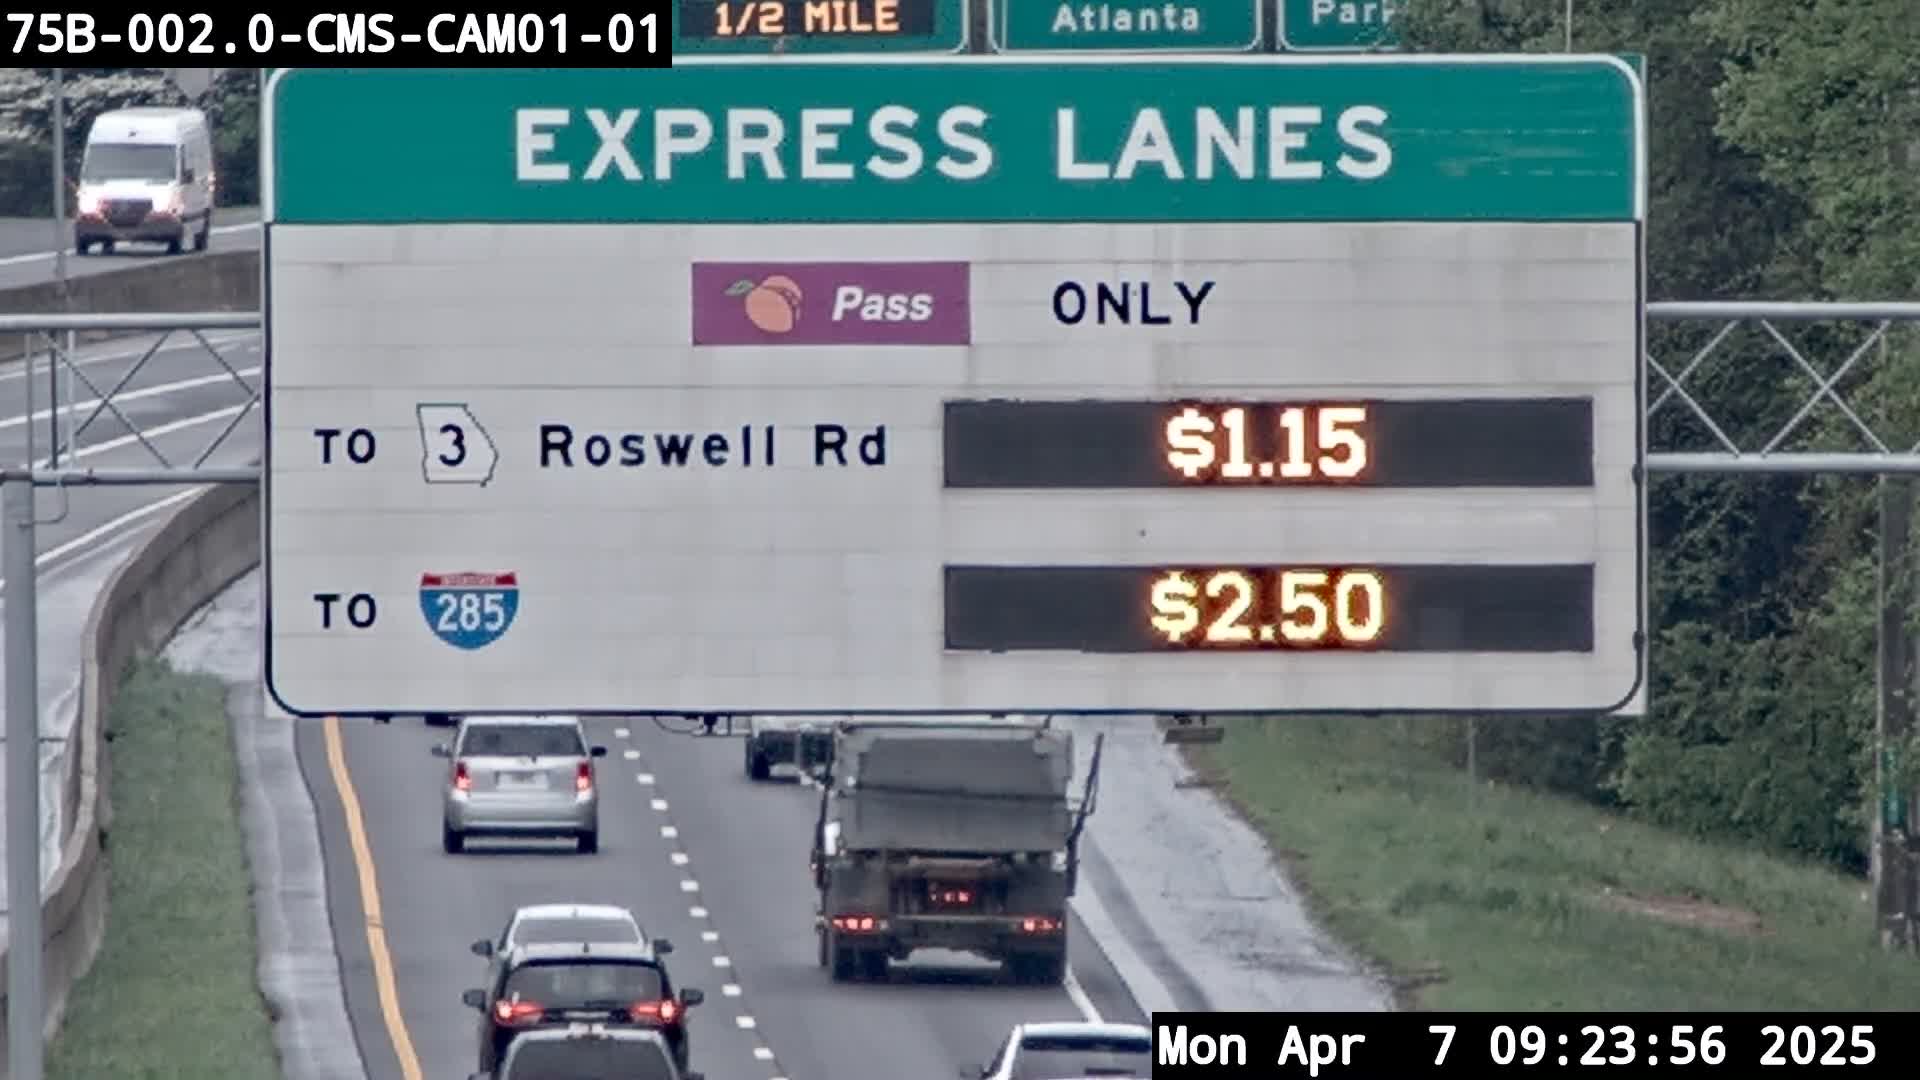 75B-002.0-CMS-CAM01-01
1/2 MILE
Atlanta
EXPRESS LANES
Pass ONLY
TO 3 Roswell Rd $1.15
TO 285 $2.50
Mon Apr 7 09:23:56 2025